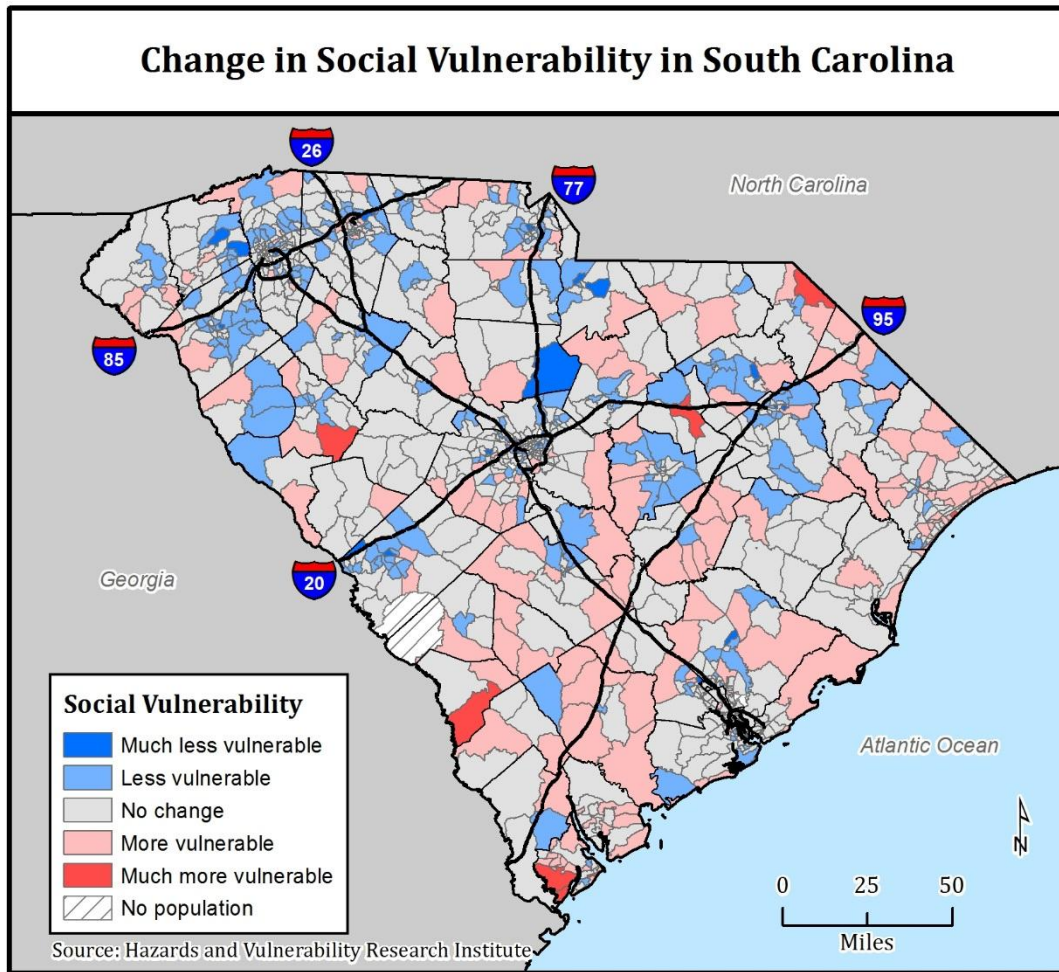 Change in Social Vulnerability in South Carolina
26
77
North Carolina
95
85
20
Georgia
Atlantic Ocean
Social Vulnerability
Much less vulnerable
Less vulnerable
No change
More vulnerable
Much more vulnerable
No population
N
0 25 50
Miles
Source: Hazards and Vulnerability Research Institute